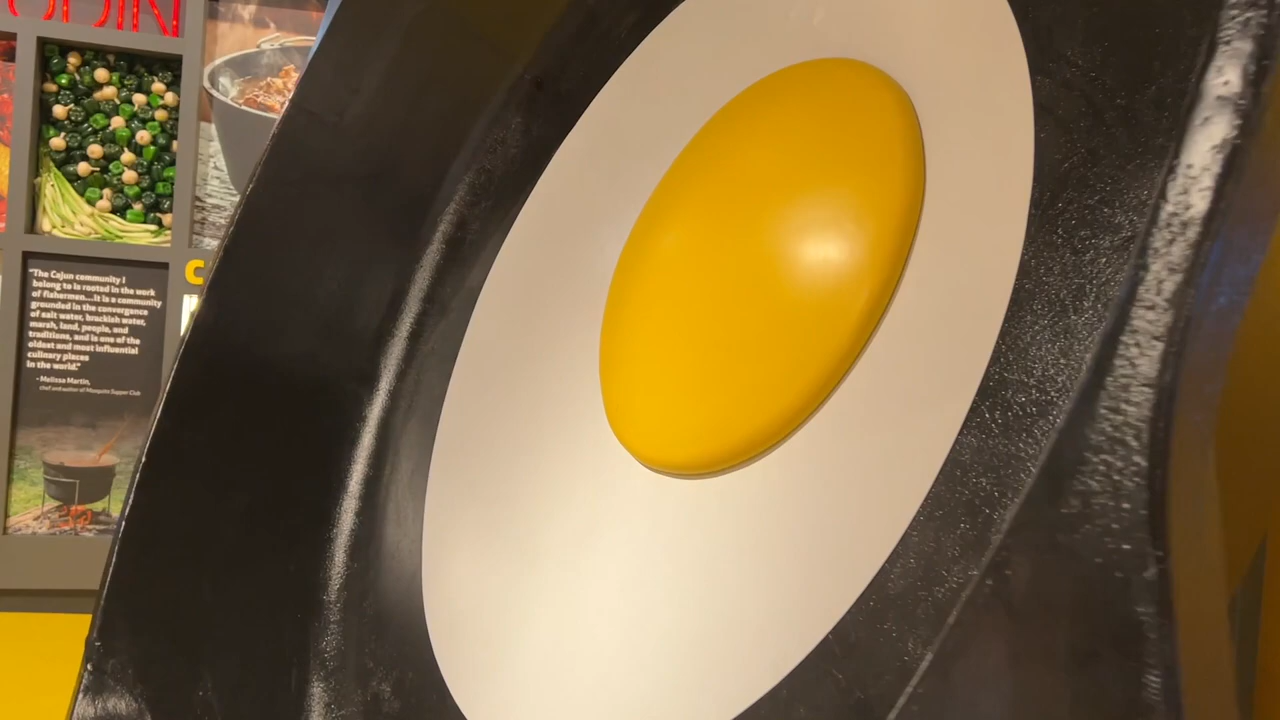 UDIN
"The Cajun community I
belong to is rooted in the work
of fishermen...It is a community
grounded in the convergence
of salt water, brackish water,
marsh, land, people, and
traditions, and is one of the
oldest and most influential
culinary places
in the world."
- Melissa Martin,
chef and author of Mosquito Supper Club
C